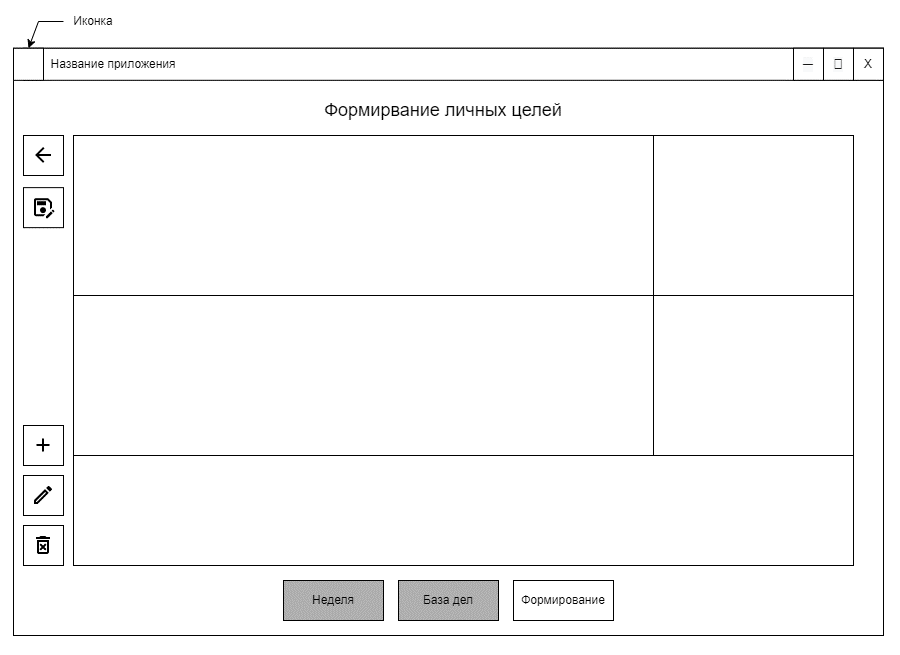 Иконка
Название приложения
X
Формирвание личных целей
Неделя
База дел
Формирование